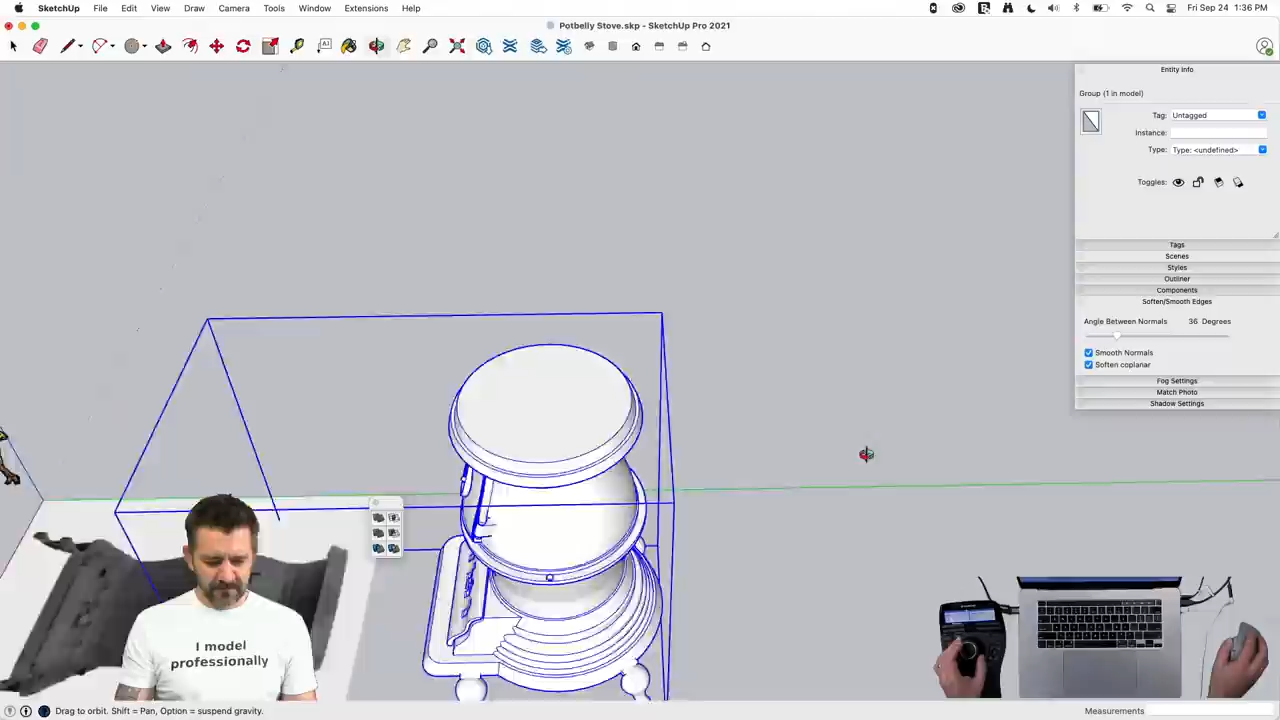 SketchUp File Edit View Draw Camera Tools Window Extensions Help Fri Sep 24 1:36 PM
Potbelly Stove.skp - SketchUp Pro 2021
Entity Info
Group (1 in model)
Tag: Untagged
Instance:
Type: Type: <undefined>
Toggles:
Tags
Scenes
Styles
Outliner
Components
Soften/Smooth Edges
Angle Between Normals 36 Degrees
Smooth Normals
Soften coplanar
Fog Settings
Match Photo
Shadow Settings
I model
professionally
Drag to orbit. Shift = Pan, Option = suspend gravity.
Measurements